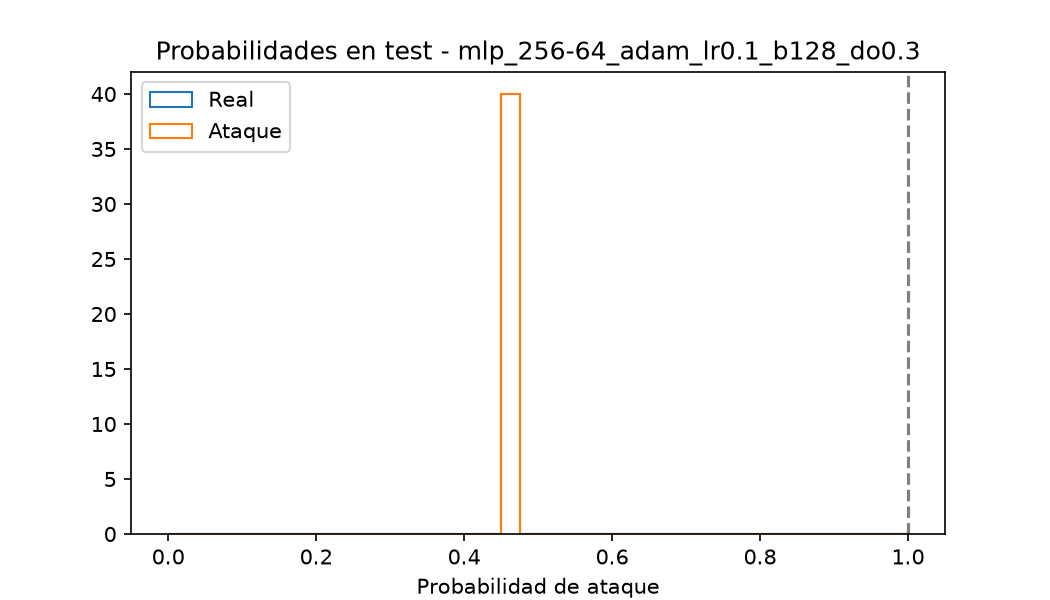 Probabilidades en test - mlp_256-64_adam_lr0.1_b128_do0.3
Real
Ataque
40
35
30
25
20
15
10
5
0
0.0 0.2 0.4 0.6 0.8 1.0
Probabilidad de ataque